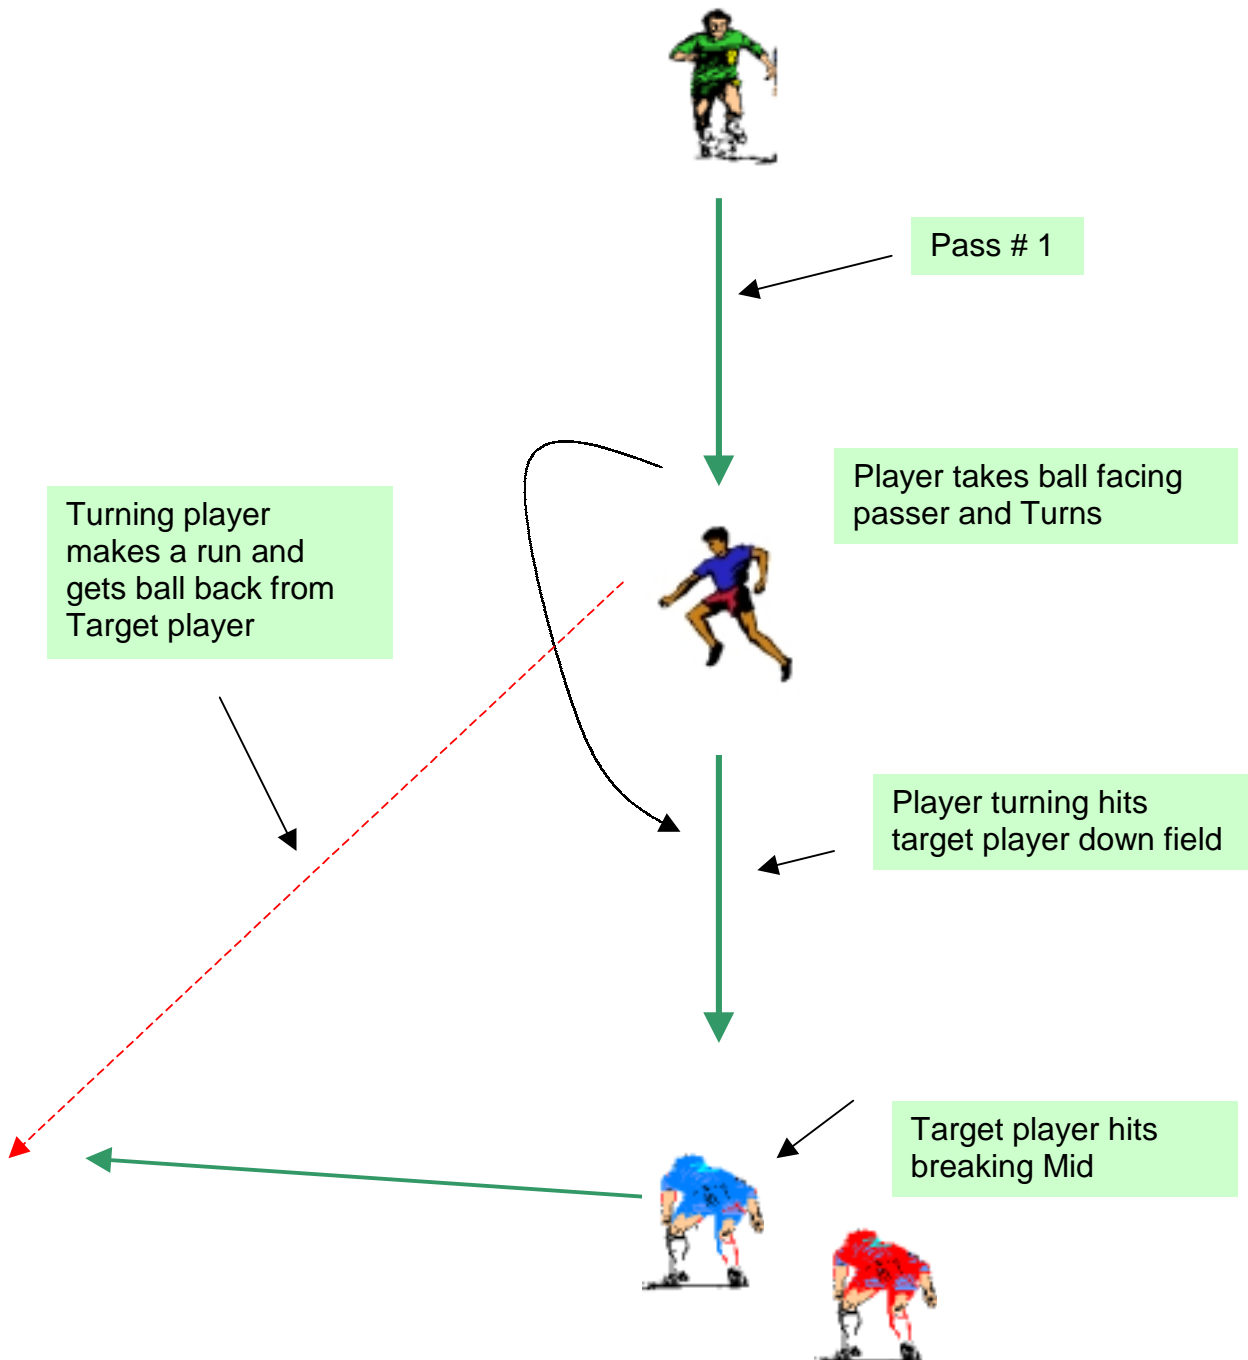 Pass # 1
Player takes ball facing
passer and Turns
Turning player
makes a run and
gets ball back from
Target player
Player turning hits
target player down field
Target player hits
breaking Mid